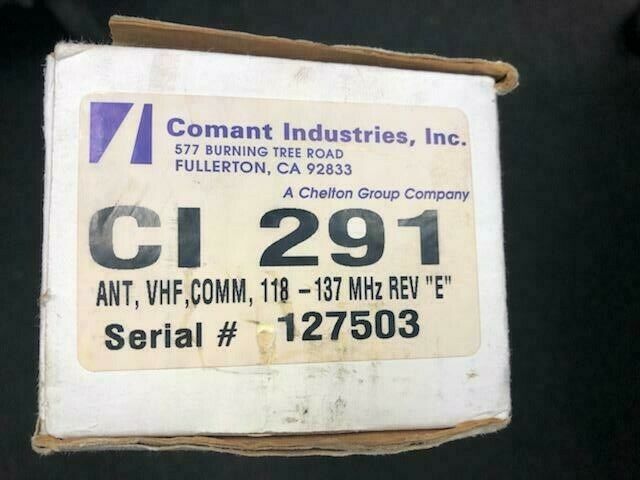 Comant Industries, Inc.
577 BURNING TREE ROAD
FULLERTON, CA 92833
A Chelton Group Company
CI 291
ANT, VHF,COMM, 118 -137 MHz REV "E"
Serial # 127503